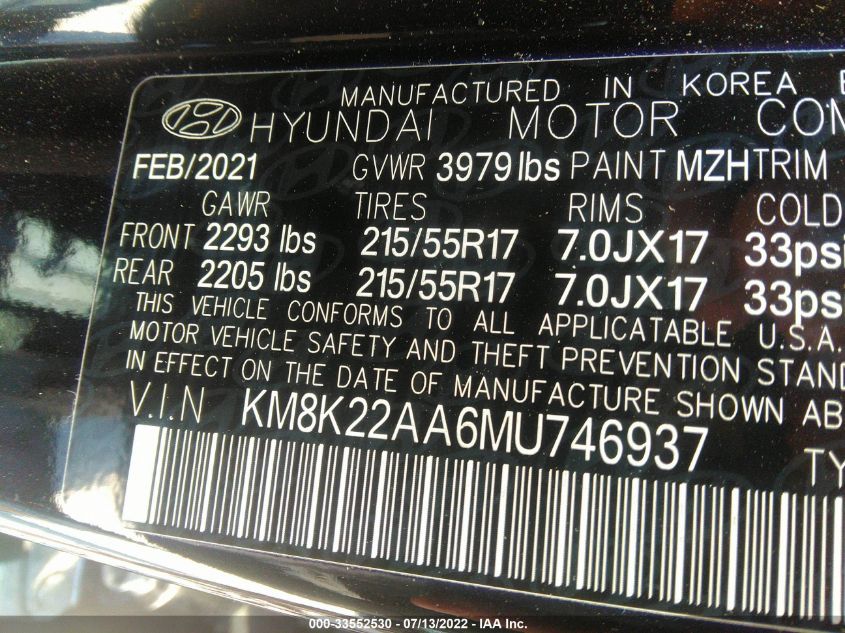 MANUFACTURED IN KOREA
HYUNDAI MOTOR
FEB/2021 GVWR 3979lbs PAINT MZH TRIM
GAWR TIRES RIMS COLD
FRONT 2293 lbs 215/55R17 7.0JX17 33psi
REAR 2205 lbs 215/55R17 7.0JX17 33psi
THIS VEHICLE CONFORMS TO ALL APPLICATABLE U.S.A.
MOTOR VEHICLE SAFETY AND THEFT PREVENTION
IN EFFECT ON THE DATE OF MANUFACTURE SHOWN
V.I.N KM8K22AA6MU746937
000-33552530 - 07/13/2022 - IAA Inc.